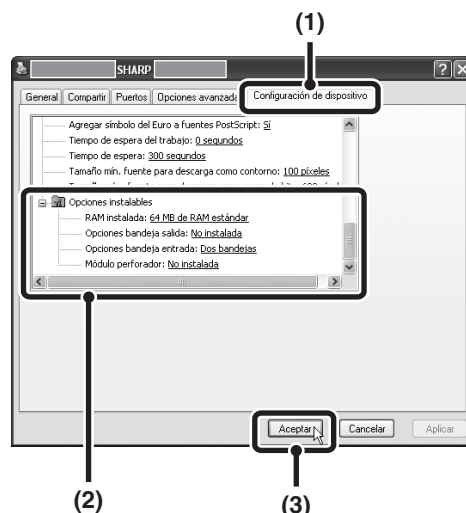 (1)
SHARP
General Compartir Puertos Opciones avanzada Configuración de dispositivo
Agregar símbolo del Euro a fuentes PostScript: Sí
Tiempo de espera del trabajo: 0 segundos
Tiempo de espera: 300 segundos
Tamaño mín. fuente para descarga como contorno: 100 píxeles
Opciones instalables
RAM instalada: 64 MB de RAM estándar
Opciones bandeja salida: No instalada
Opciones bandeja entrada: Dos bandejas
Módulo perforador: No instalada
Aceptar Cancelar Aplicar
(2) (3)